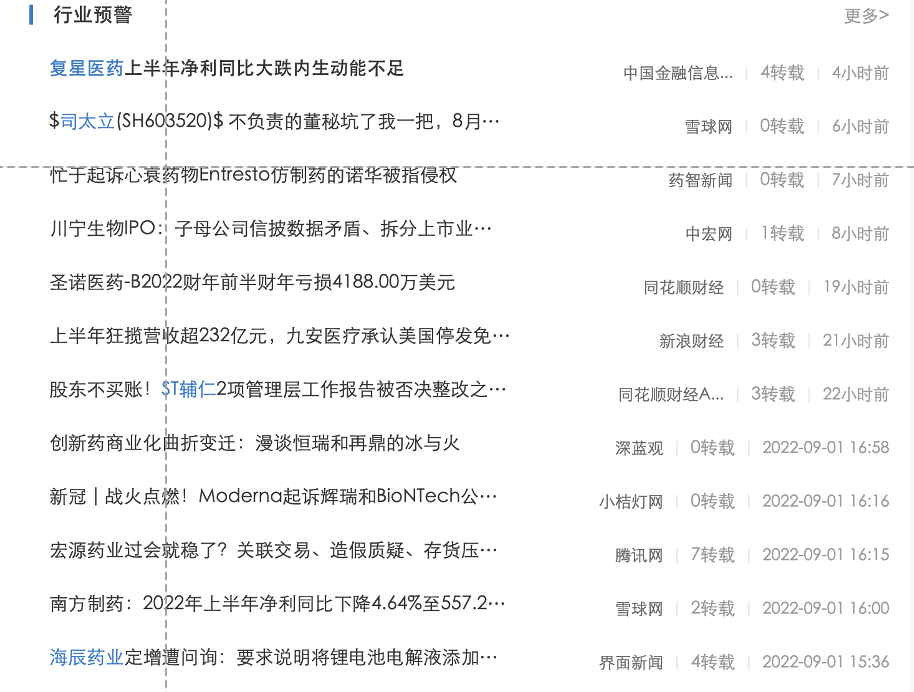 行业预警 更多>
复星医药上半年净利同比大跌内生动能不足 中国金融信息... 4转载 4小时前
$司太立(SH603520)$ 不负责的董秘坑了我一把，8月··· 雪球网 0转载 6小时前
忙于起诉心衰药物Entresto仿制药的诺华被指侵权 药智新闻 0转载 7小时前
川宁生物IPO：子母公司信披数据矛盾、拆分上市业··· 中宏网 1转载 8小时前
圣诺医药-B2022财年前半财年亏损4188.00万美元 同花顺财经 0转载 19小时前
上半年狂揽营收超232亿元，九安医疗承认美国停发免··· 新浪财经 3转载 21小时前
股东不买账！ST辅仁2项管理层工作报告被否决整改之··· 同花顺财经A... 3转载 22小时前
创新药商业化曲折变迁：漫谈恒瑞和再鼎的冰与火 深蓝观 0转载 2022-09-01 16:58
新冠 | 战火点燃！Moderna起诉辉瑞和BioNTech公··· 小桔灯网 0转载 2022-09-01 16:16
宏源药业过会就稳了？关联交易、造假质疑、存货压··· 腾讯网 7转载 2022-09-01 16:15
南方制药：2022年上半年净利同比下降4.64%至557.2··· 雪球网 2转载 2022-09-01 16:00
海辰药业定增遭问询：要求说明将锂电池电解液添加··· 界面新闻 4转载 2022-09-01 15:36